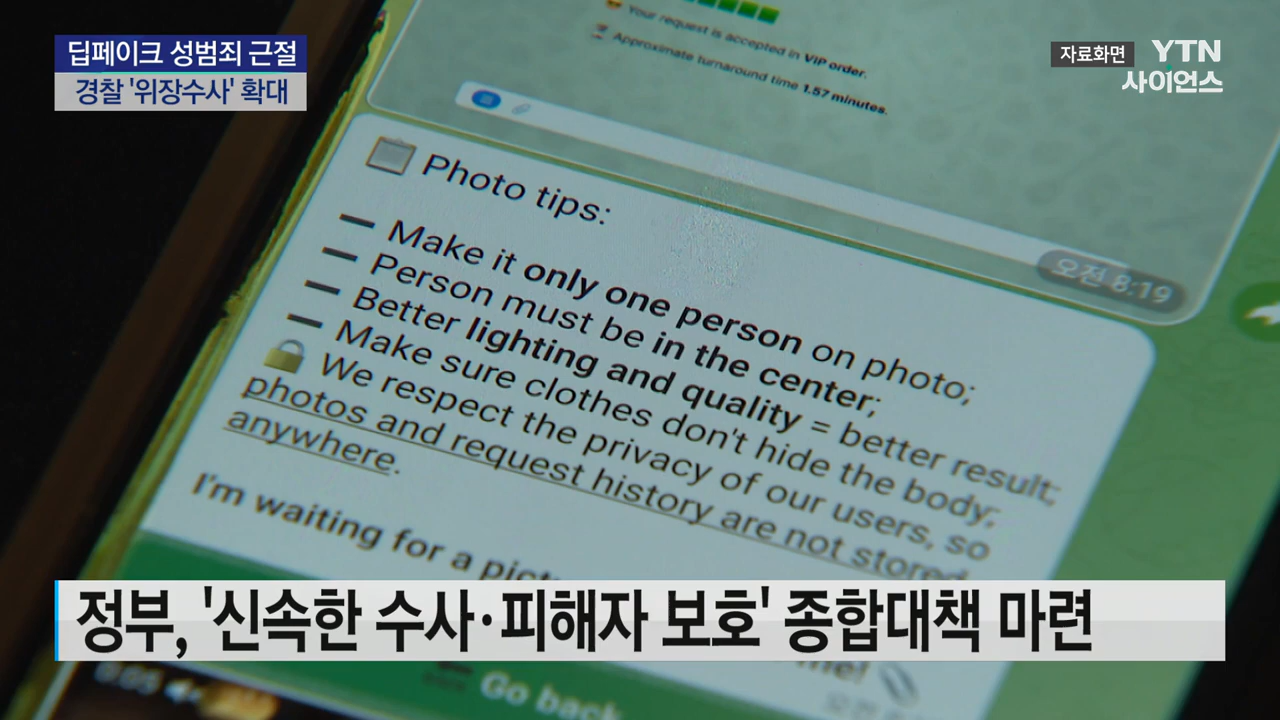 딥페이크 성범죄 근절
경찰 '위장수사' 확대
자료화면
YTN
사이언스
Your request is accepted in VIP order.
Approximate turnaround time 1.57 minutes.
Photo tips:
오전 8:19
Make it only one person on photo;
Person must be in the center;
Better lighting and quality = better result;
Make sure clothes don't hide the body;
We respect the privacy of our users, so
photos and request history are not stored
anywhere.
I'm waiting for a
정부, '신속한 수사·피해자 보호' 종합대책 마련
me!
Go back